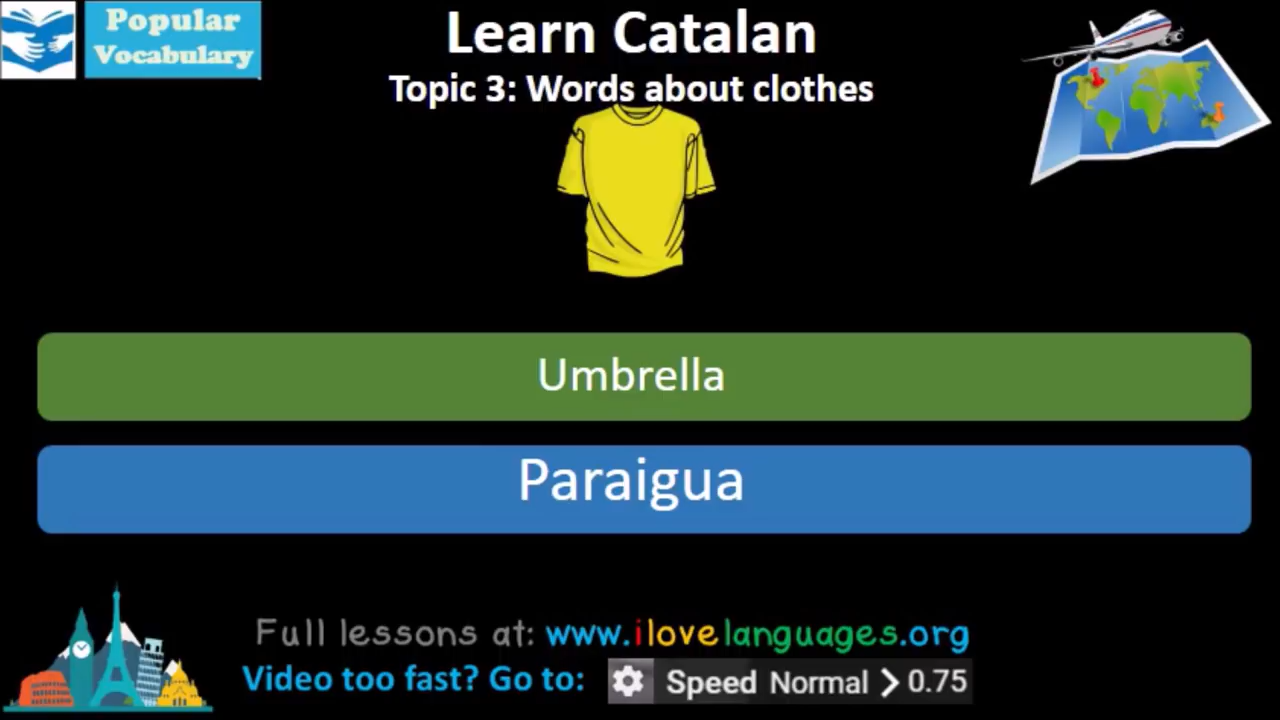 Popular
Vocabulary
Learn Catalan
Topic 3: Words about clothes
Umbrella
Paraigua
Full lessons at: www.ilovelanguages.org
Video too fast? Go to: Speed Normal > 0.75